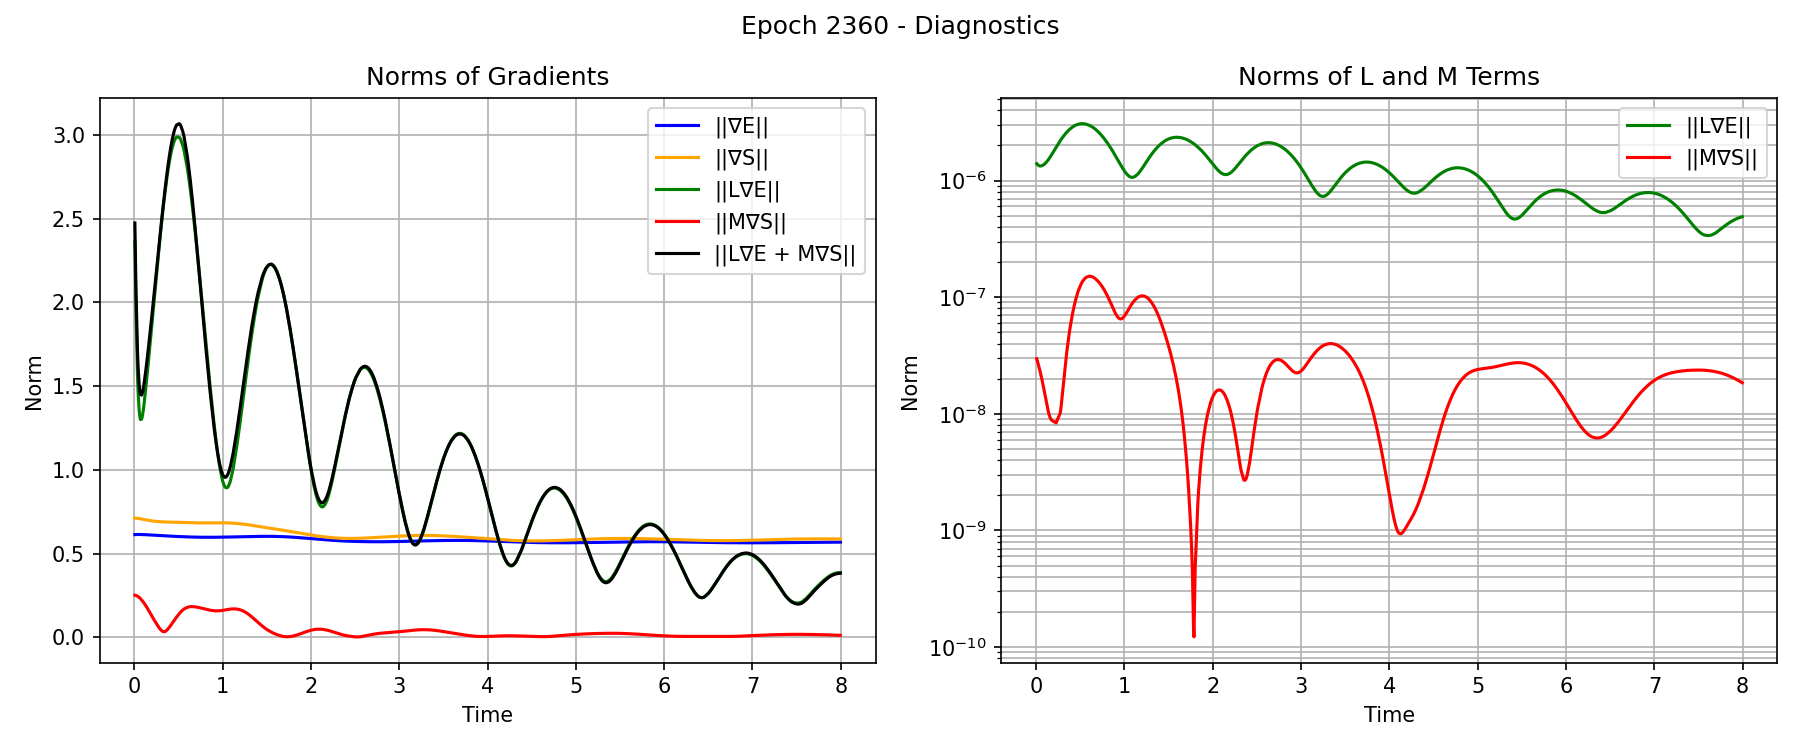 Epoch 2360 - Diagnostics
Norms of Gradients
Norm
3.0
2.5
2.0
1.5
1.0
0.5
0.0
||∇E||
||∇S||
||L∇E||
||M∇S||
||L∇E + M∇S||
0 1 2 3 4 5 6 7 8
Time
Norms of L and M Terms
Norm
10⁻⁶
10⁻⁷
10⁻⁸
10⁻⁹
10⁻¹⁰
||L∇E||
||M∇S||
0 1 2 3 4 5 6 7 8
Time